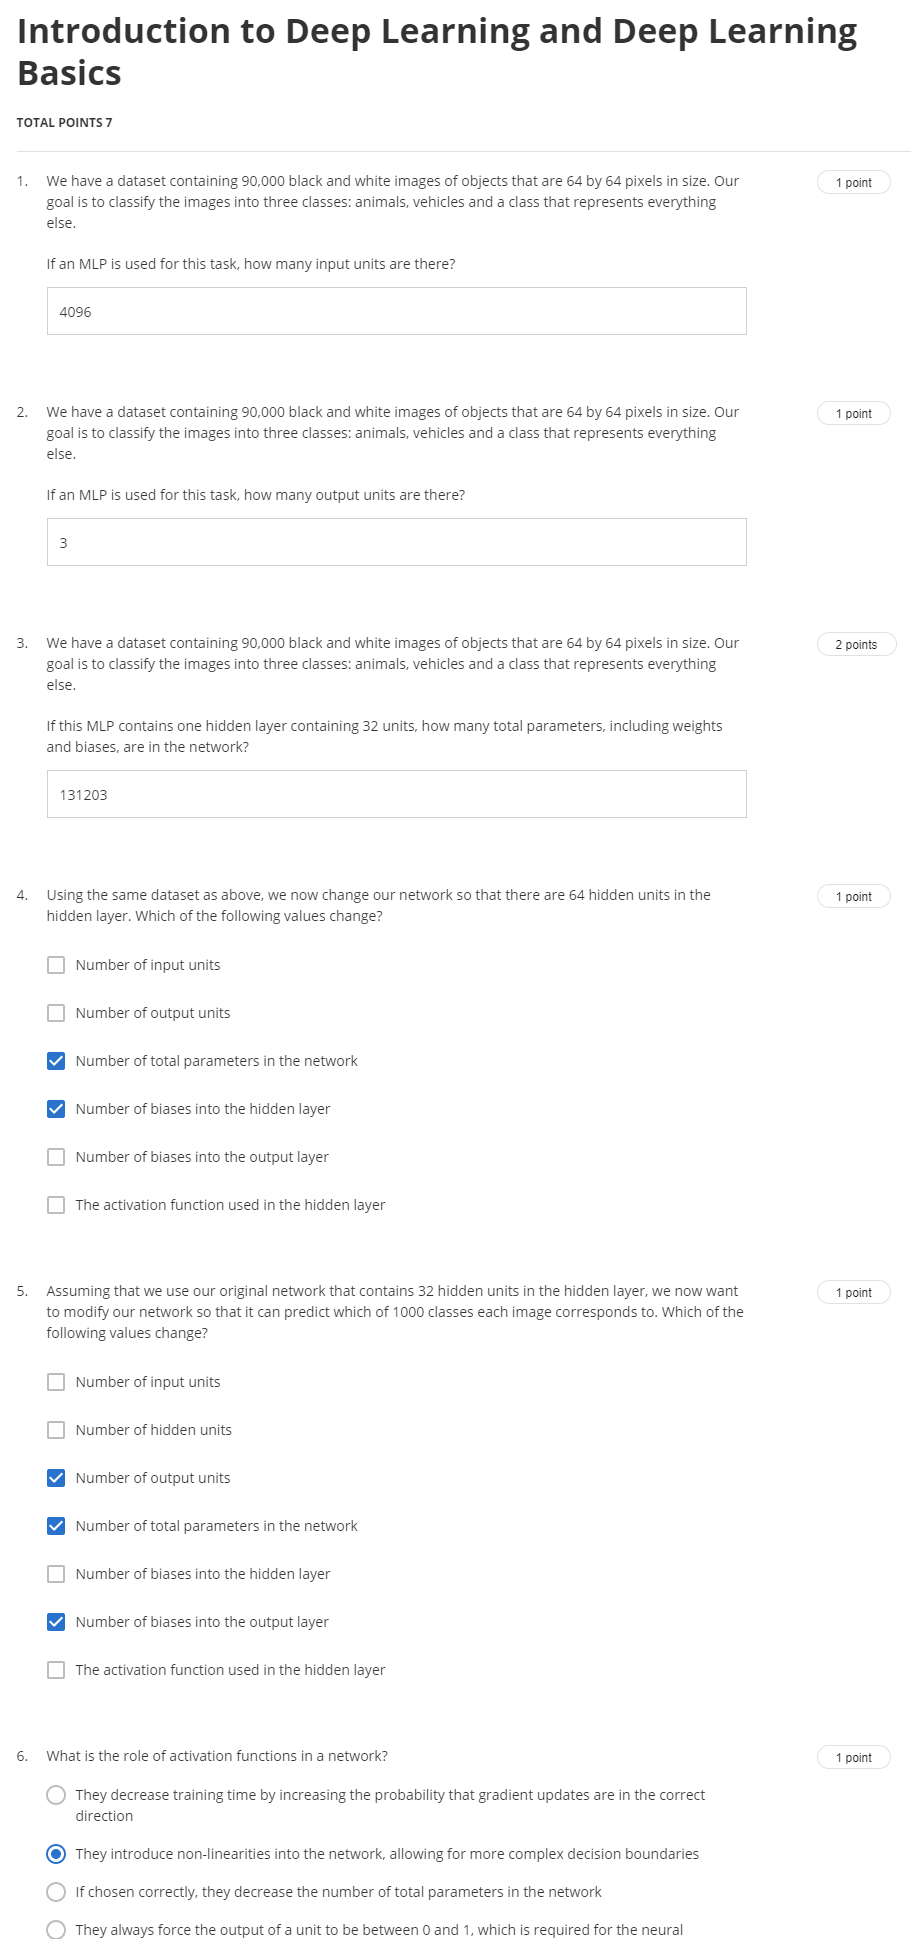 Introduction to Deep Learning and Deep Learning
Basics
TOTAL POINTS 7
1. We have a dataset containing 90,000 black and white images of objects that are 64 by 64 pixels in size. Our 1 point
goal is to classify the images into three classes: animals, vehicles and a class that represents everything
else.
If an MLP is used for this task, how many input units are there?
4096
2. We have a dataset containing 90,000 black and white images of objects that are 64 by 64 pixels in size. Our 1 point
goal is to classify the images into three classes: animals, vehicles and a class that represents everything
else.
If an MLP is used for this task, how many output units are there?
3
3. We have a dataset containing 90,000 black and white images of objects that are 64 by 64 pixels in size. Our 2 points
goal is to classify the images into three classes: animals, vehicles and a class that represents everything
else.
If this MLP contains one hidden layer containing 32 units, how many total parameters, including weights
and biases, are in the network?
131203
4. Using the same dataset as above, we now change our network so that there are 64 hidden units in the 1 point
hidden layer. Which of the following values change?
Number of input units
Number of output units
Number of total parameters in the network
Number of biases into the hidden layer
Number of biases into the output layer
The activation function used in the hidden layer
5. Assuming that we use our original network that contains 32 hidden units in the hidden layer, we now want 1 point
to modify our network so that it can predict which of 1000 classes each image corresponds to. Which of the
following values change?
Number of input units
Number of hidden units
Number of output units
Number of total parameters in the network
Number of biases into the hidden layer
Number of biases into the output layer
The activation function used in the hidden layer
6. What is the role of activation functions in a network? 1 point
They decrease training time by increasing the probability that gradient updates are in the correct
direction
They introduce non-linearities into the network, allowing for more complex decision boundaries
If chosen correctly, they decrease the number of total parameters in the network
They always force the output of a unit to be between 0 and 1, which is required for the neural